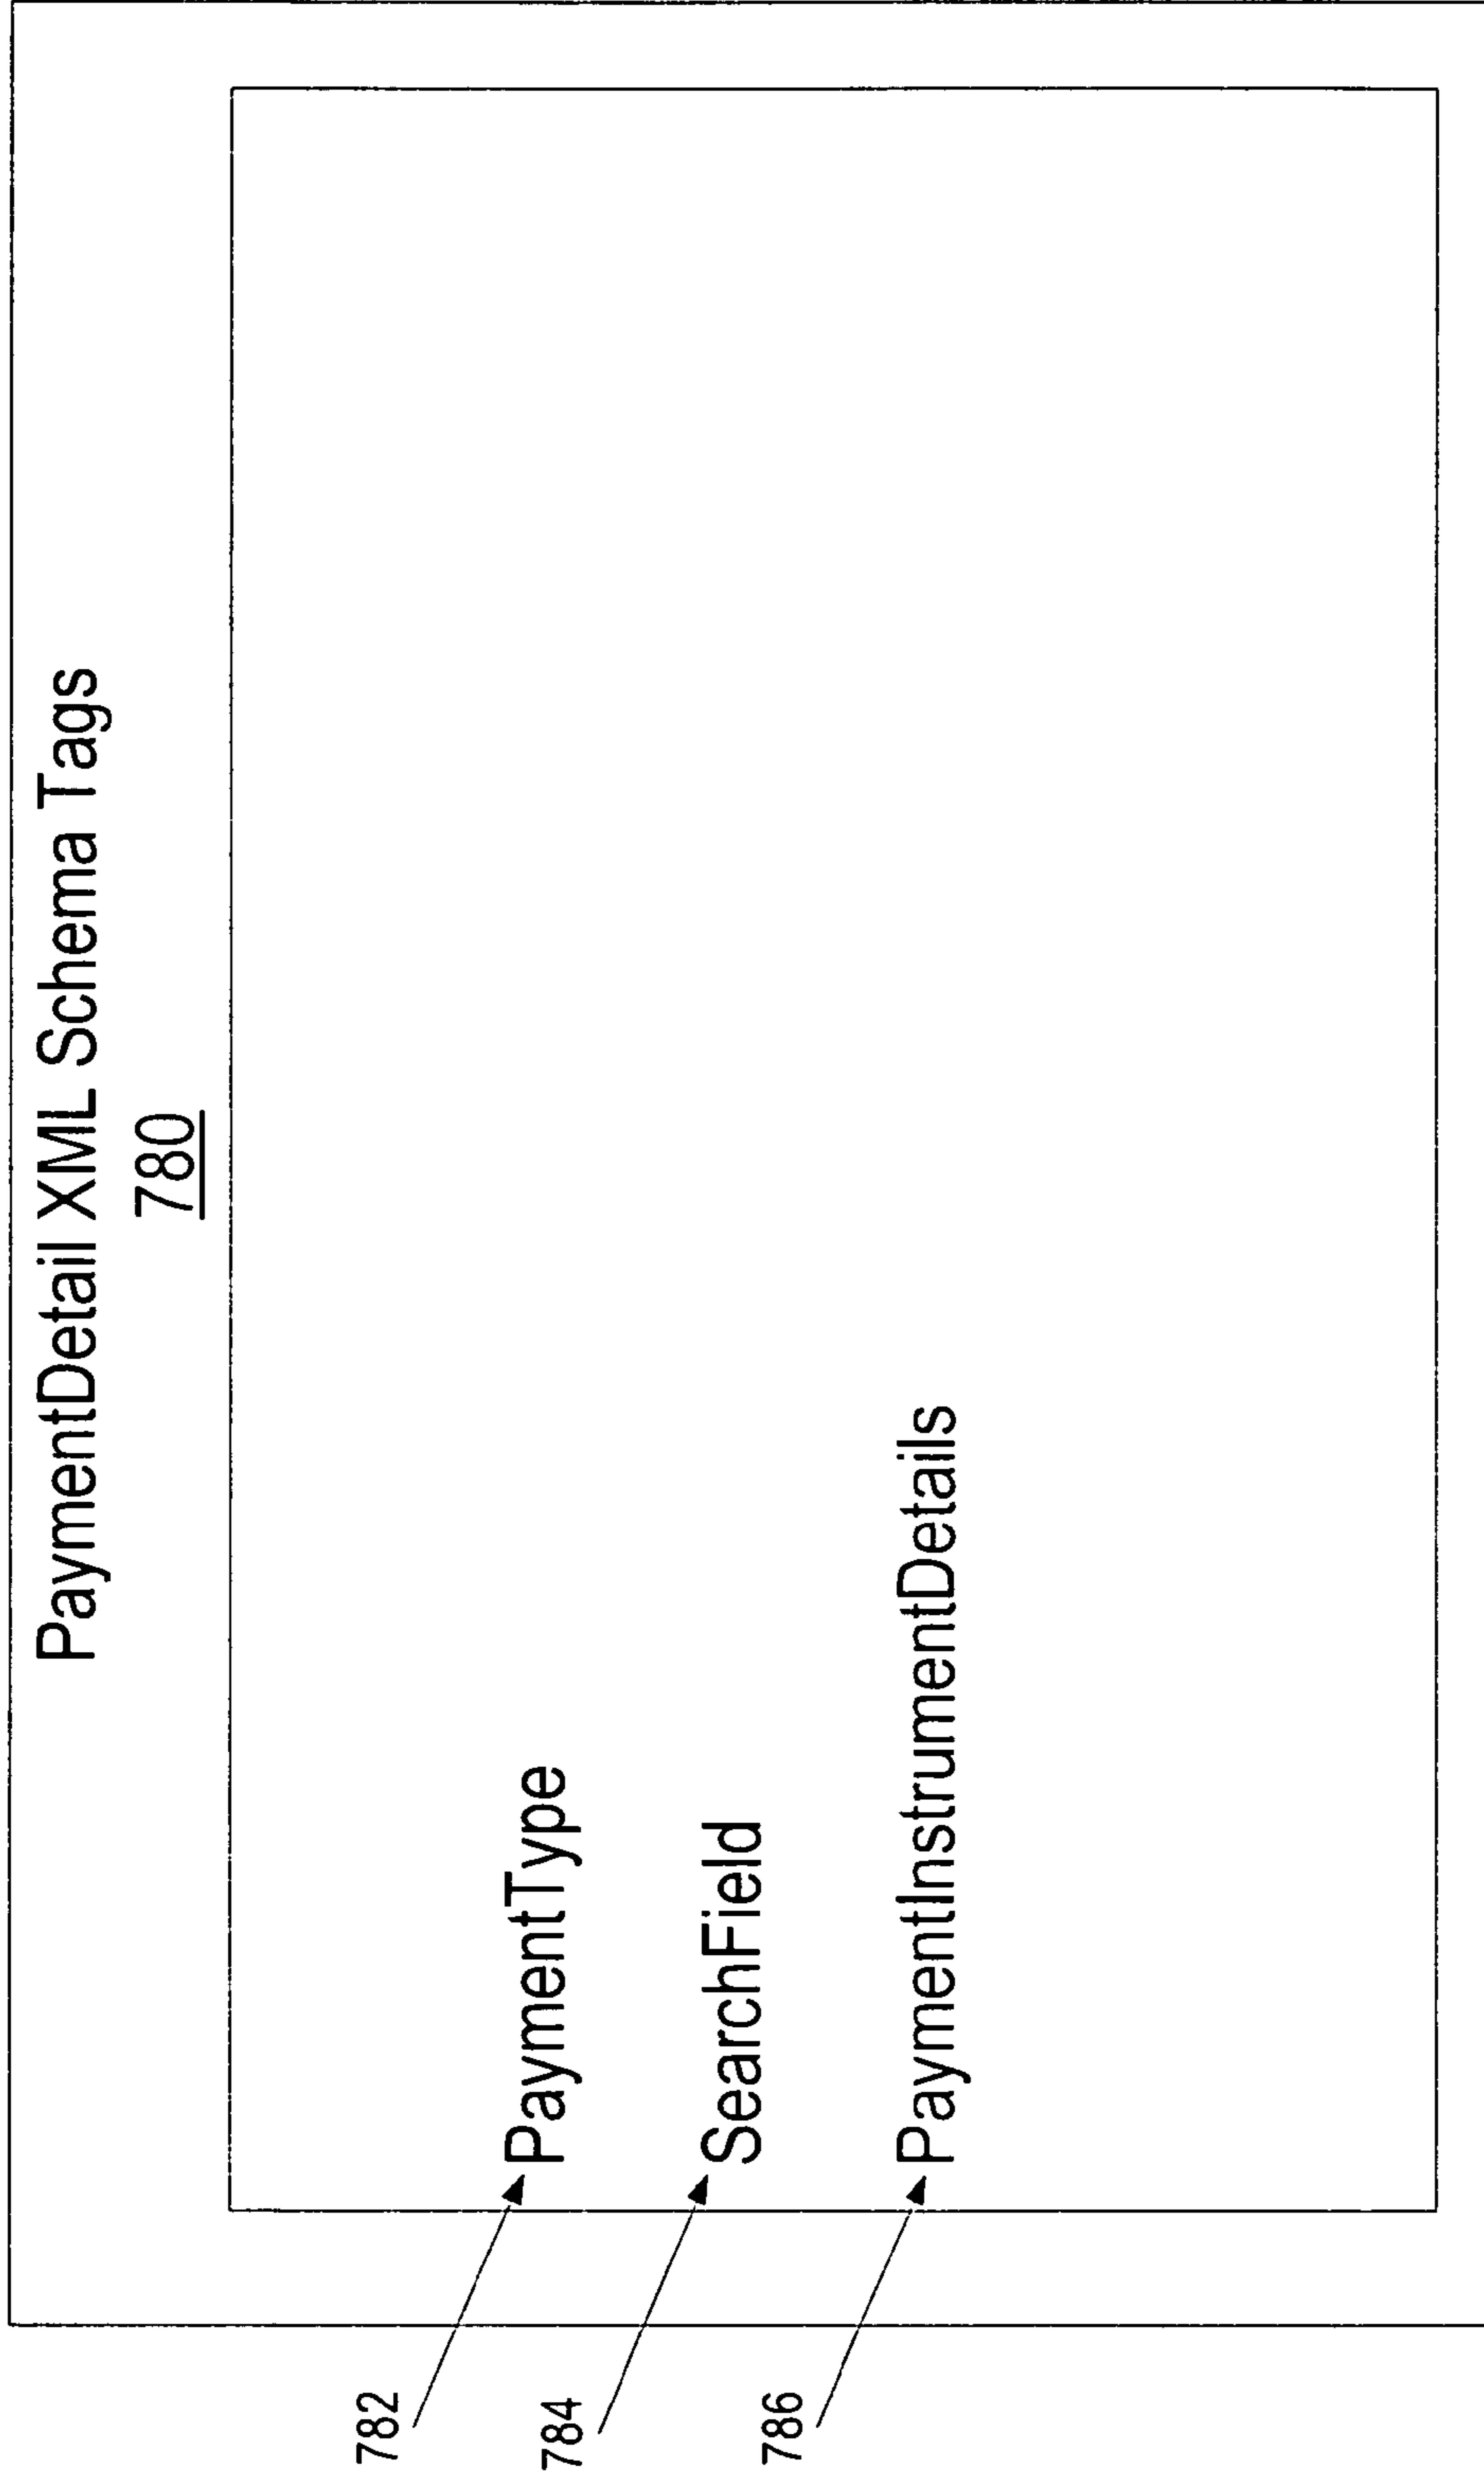 PaymentDetail XML Schema Tags
780
782
PaymentType
784
SearchField
786
PaymentInstrumentDetails